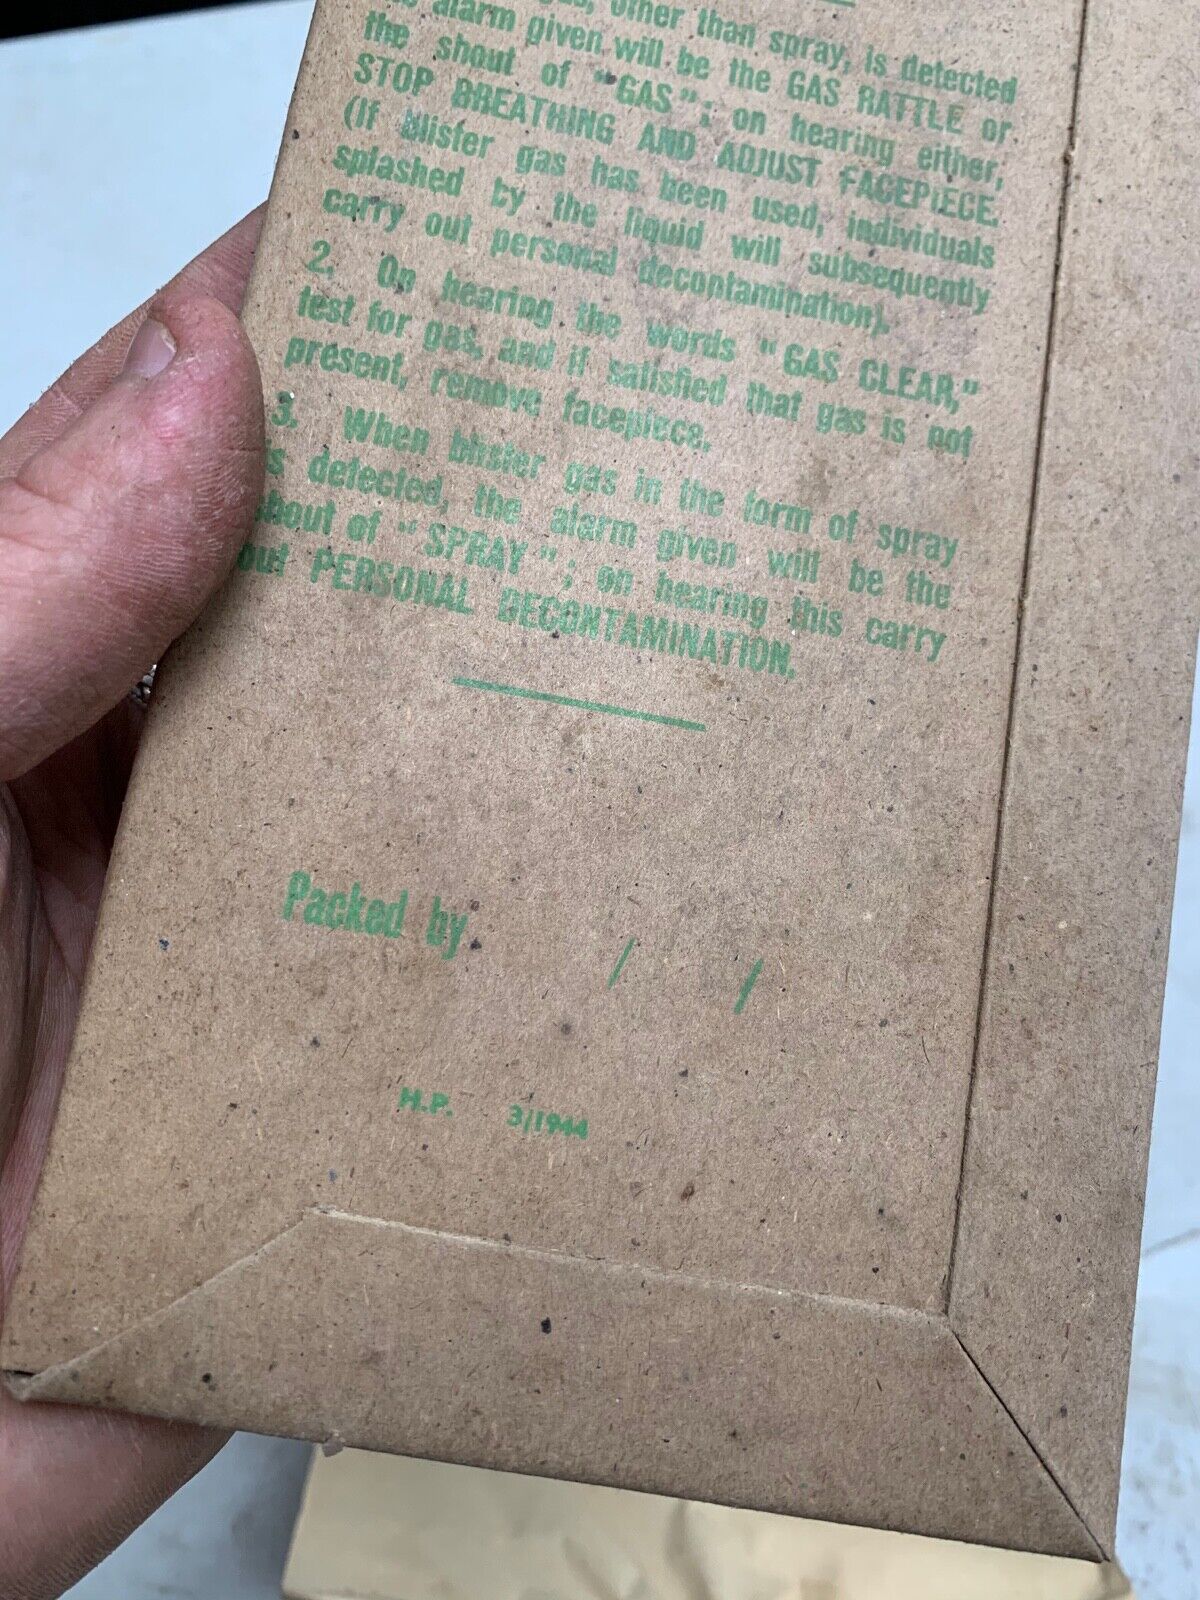 other than spray, is detected
alarm given will be the GAS RATTLE or
the shout of "GAS"; on hearing either,
STOP BREATHING AND ADJUST FACEPIECE.
(If blister gas has been used, individuals
splashed by the liquid will subsequently
carry out personal decontamination).
2. On hearing the words "GAS CLEAR,"
test for gas, and if satisfied that gas is not
present, remove facepiece.
3. When blister gas in the form of spray
is detected, the alarm given will be the
shout of "SPRAY"; on hearing this carry
out PERSONAL DECONTAMINATION.
Packed by / /
H.P. 3/1944